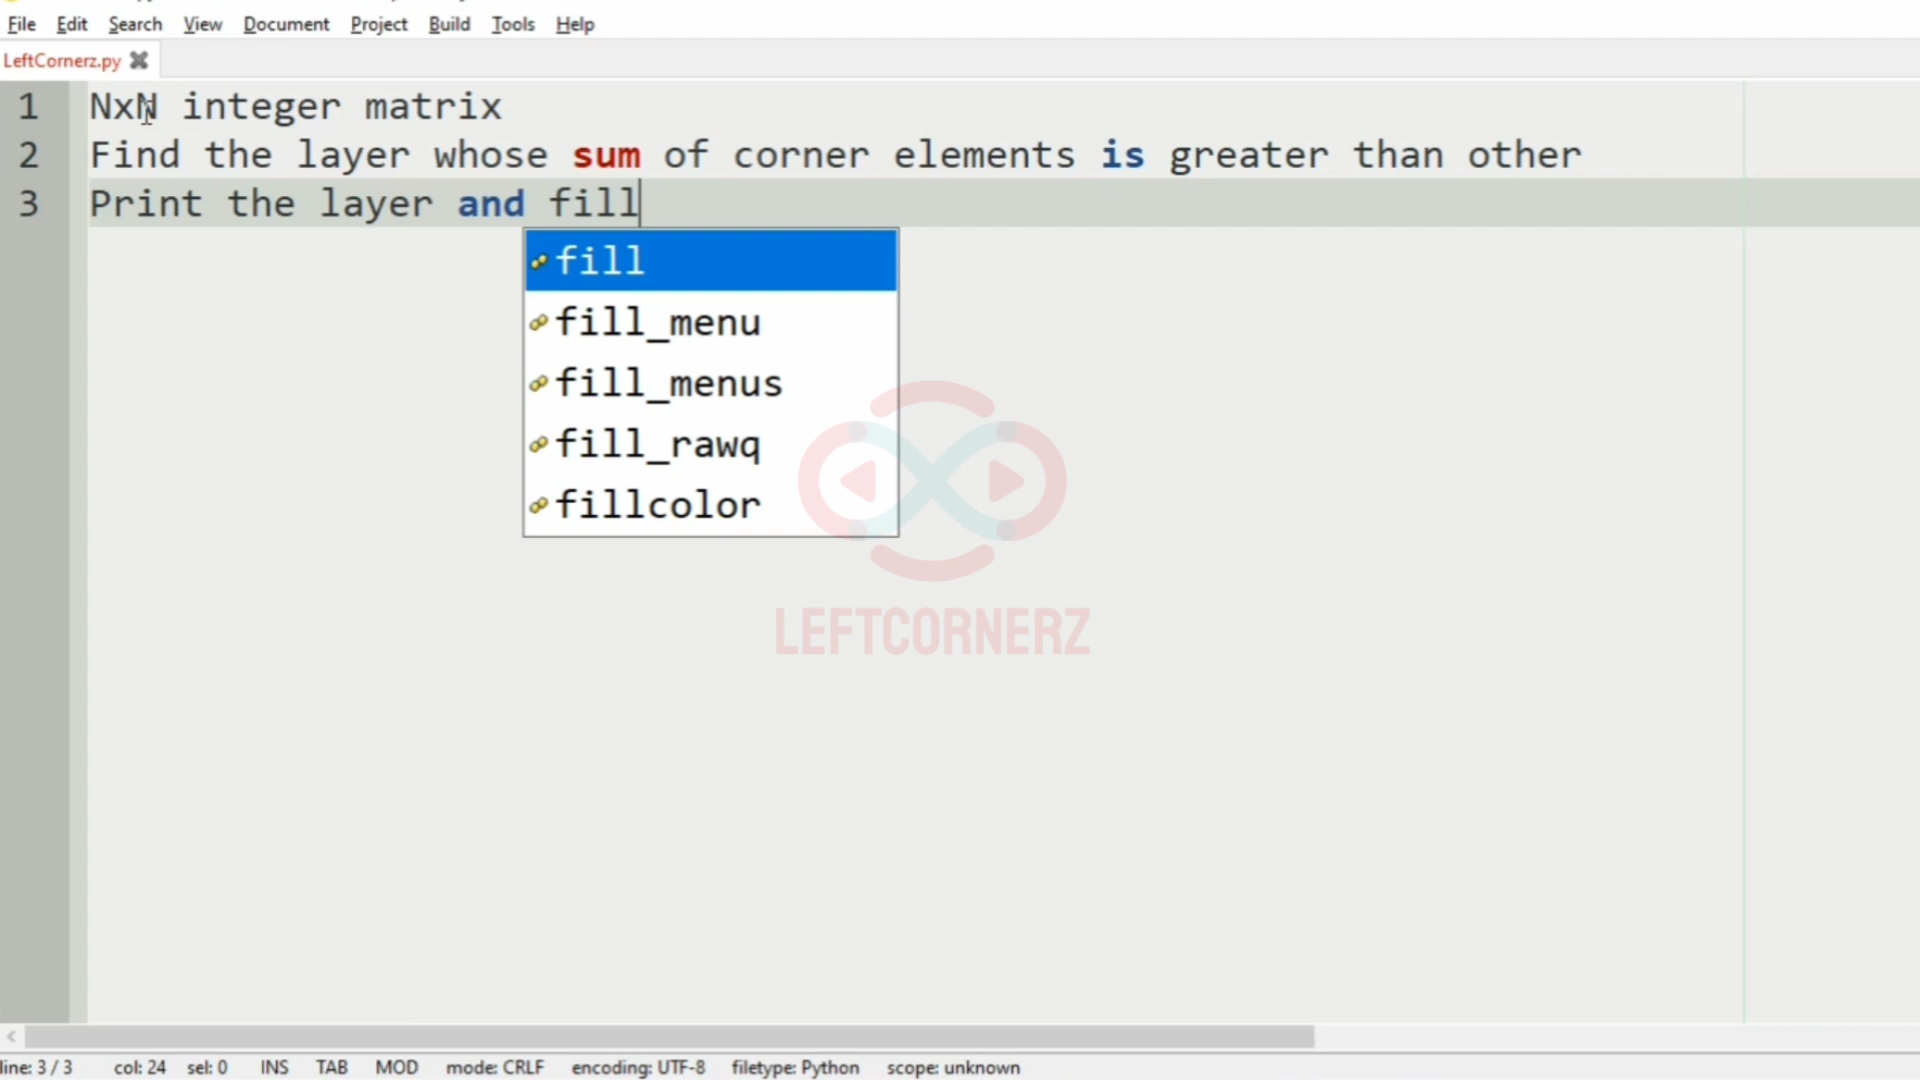 File Edit Search View Document Project Build Tools Help
LeftCornerz.py
1 NxN integer matrix
2 Find the layer whose sum of corner elements is greater than other
3 Print the layer and fill
fill
fill_menu
fill_menus
fill_rawq
fillcolor
LEFTCORNERZ
line: 3 / 3 col: 24 sel: 0 INS TAB MOD mode: CRLF encoding: UTF-8 filetype: Python scope: unknown